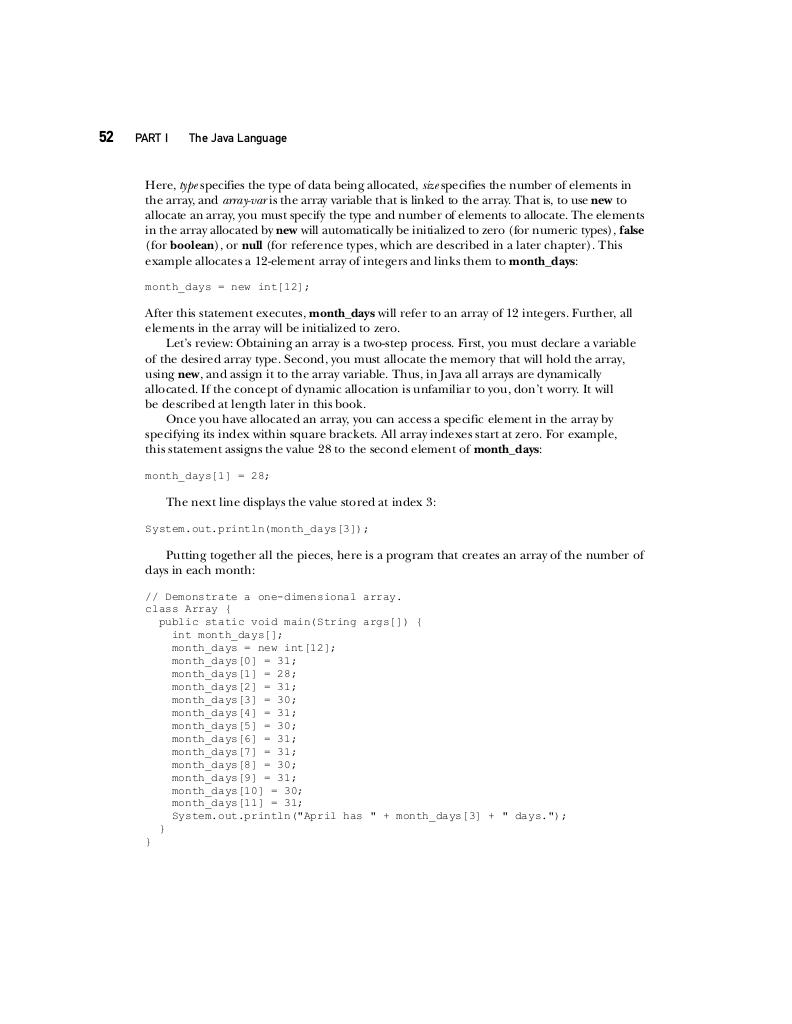 52 PART I The Java Language
Here, type specifies the type of data being allocated, size specifies the number of elements in
the array, and array-var is the array variable that is linked to the array. That is, to use new to
allocate an array, you must specify the type and number of elements to allocate. The elements
in the array allocated by new will automatically be initialized to zero (for numeric types), false
(for boolean), or null (for reference types, which are described in a later chapter). This
example allocates a 12-element array of integers and links them to month_days:
month_days = new int[12];
After this statement executes, month_days will refer to an array of 12 integers. Further, all
elements in the array will be initialized to zero.
Let's review: Obtaining an array is a two-step process. First, you must declare a variable
of the desired array type. Second, you must allocate the memory that will hold the array,
using new, and assign it to the array variable. Thus, in Java all arrays are dynamically
allocated. If the concept of dynamic allocation is unfamiliar to you, don't worry. It will
be described at length later in this book.
Once you have allocated an array, you can access a specific element in the array by
specifying its index within square brackets. All array indexes start at zero. For example,
this statement assigns the value 28 to the second element of month_days:
month_days[1] = 28;
The next line displays the value stored at index 3:
System.out.println(month_days[3]);
Putting together all the pieces, here is a program that creates an array of the number of
days in each month:
// Demonstrate a one-dimensional array.
class Array {
  public static void main(String args[]) {
    int month_days[];
    month_days = new int[12];
    month_days[0] = 31;
    month_days[1] = 28;
    month_days[2] = 31;
    month_days[3] = 30;
    month_days[4] = 31;
    month_days[5] = 30;
    month_days[6] = 31;
    month_days[7] = 31;
    month_days[8] = 30;
    month_days[9] = 31;
    month_days[10] = 30;
    month_days[11] = 31;
    System.out.println("April has " + month_days[3] + " days.");
  }
}